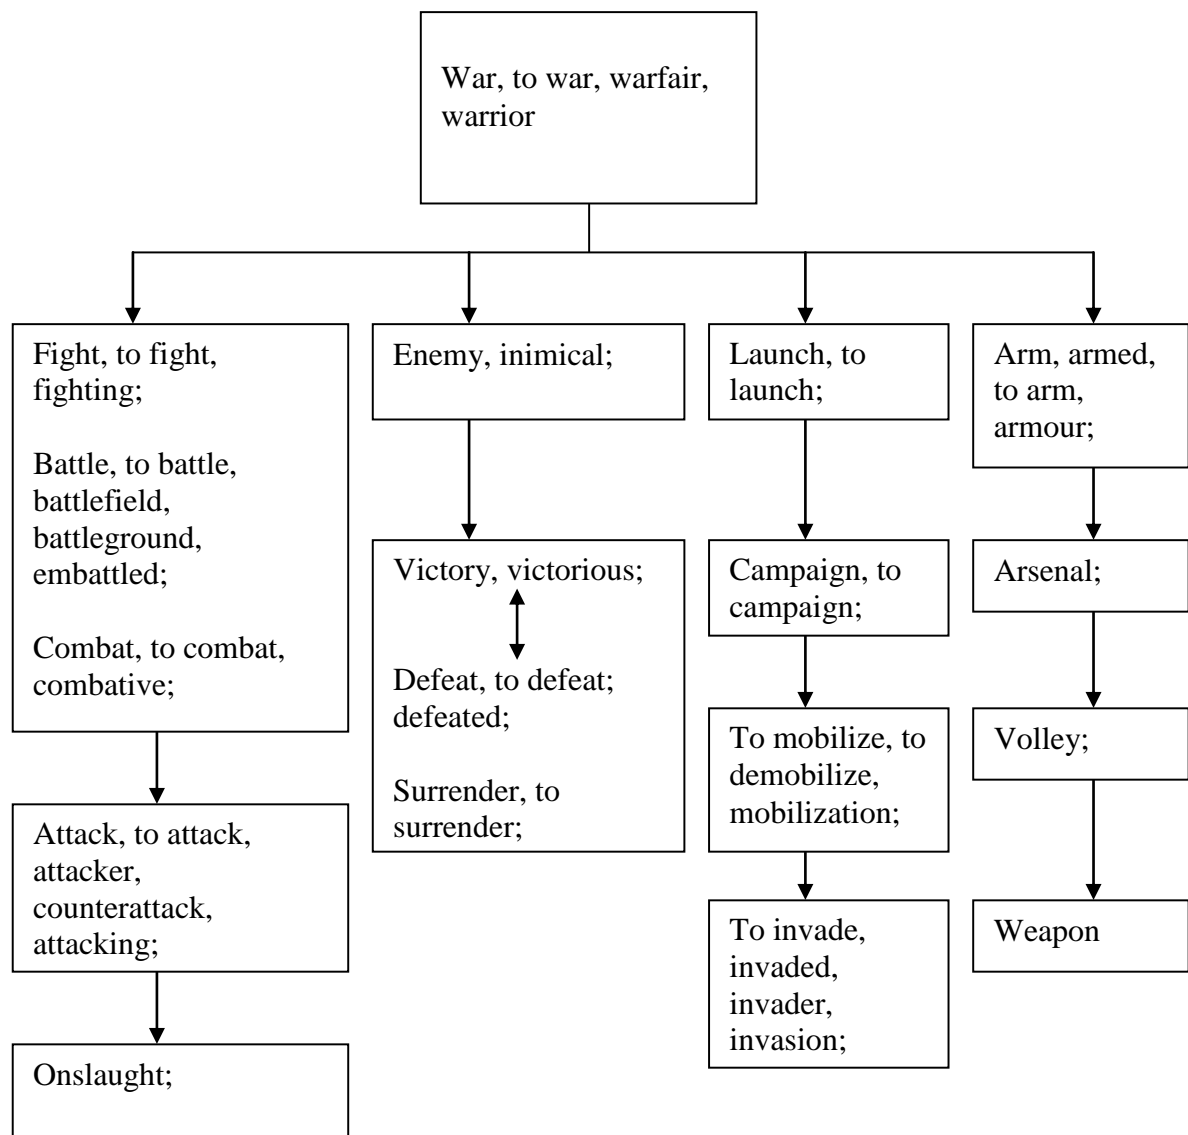 War, to war, warfair,
warrior
Fight, to fight,
fighting;
Battle, to battle,
battlefield,
battleground,
embattled;
Combat, to combat,
combative;
Attack, to attack,
attacker,
counterattack,
attacking;
Onslaught;
Enemy, inimical;
Victory, victorious;
Defeat, to defeat;
defeated;
Surrender, to
surrender;
Launch, to
launch;
Campaign, to
campaign;
To mobilize, to
demobilize,
mobilization;
To invade,
invaded,
invader,
invasion;
Arm, armed,
to arm,
armour;
Arsenal;
Volley;
Weapon